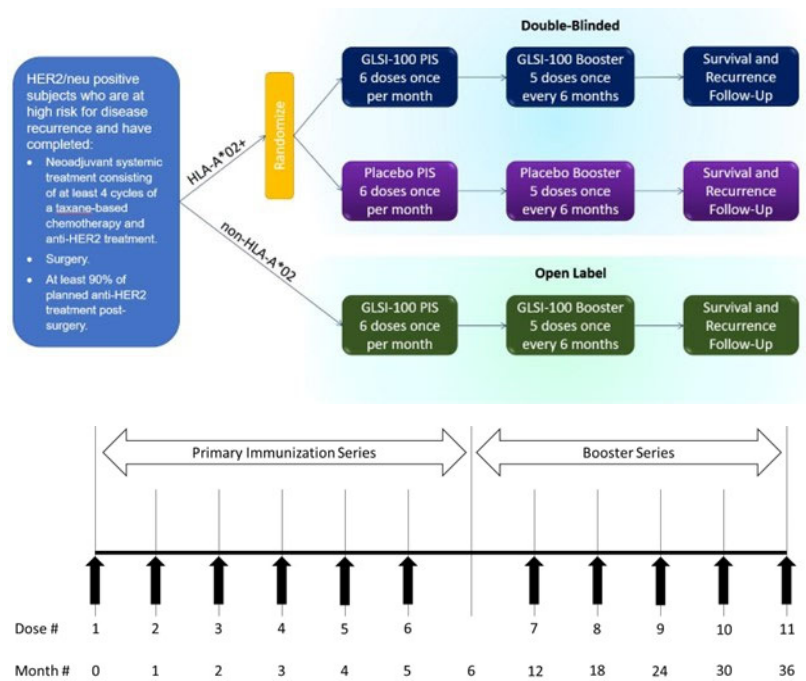 Double-Blinded
HER2/neu positive
subjects who are at
high risk for disease
recurrence and have
completed:
• Neoadjuvant systemic
treatment consisting
of at least 4 cycles of
a taxane-based
chemotherapy and
anti-HER2 treatment.
• Surgery.
• At least 90% of
planned anti-HER2
treatment post-
surgery.
HLA-A*02+
non-HLA-A*02
Randomize
GLSI-100 PIS
6 doses once
per month
GLSI-100 Booster
5 doses once
every 6 months
Survival and
Recurrence
Follow-Up
Placebo PIS
6 doses once
per month
Placebo Booster
5 doses once
every 6 months
Survival and
Recurrence
Follow-Up
Open Label
GLSI-100 PIS
6 doses once
per month
GLSI-100 Booster
5 doses once
every 6 months
Survival and
Recurrence
Follow-Up
Primary Immunization Series
Booster Series
Dose # 1 2 3 4 5 6 7 8 9 10 11
Month # 0 1 2 3 4 5 6 12 18 24 30 36